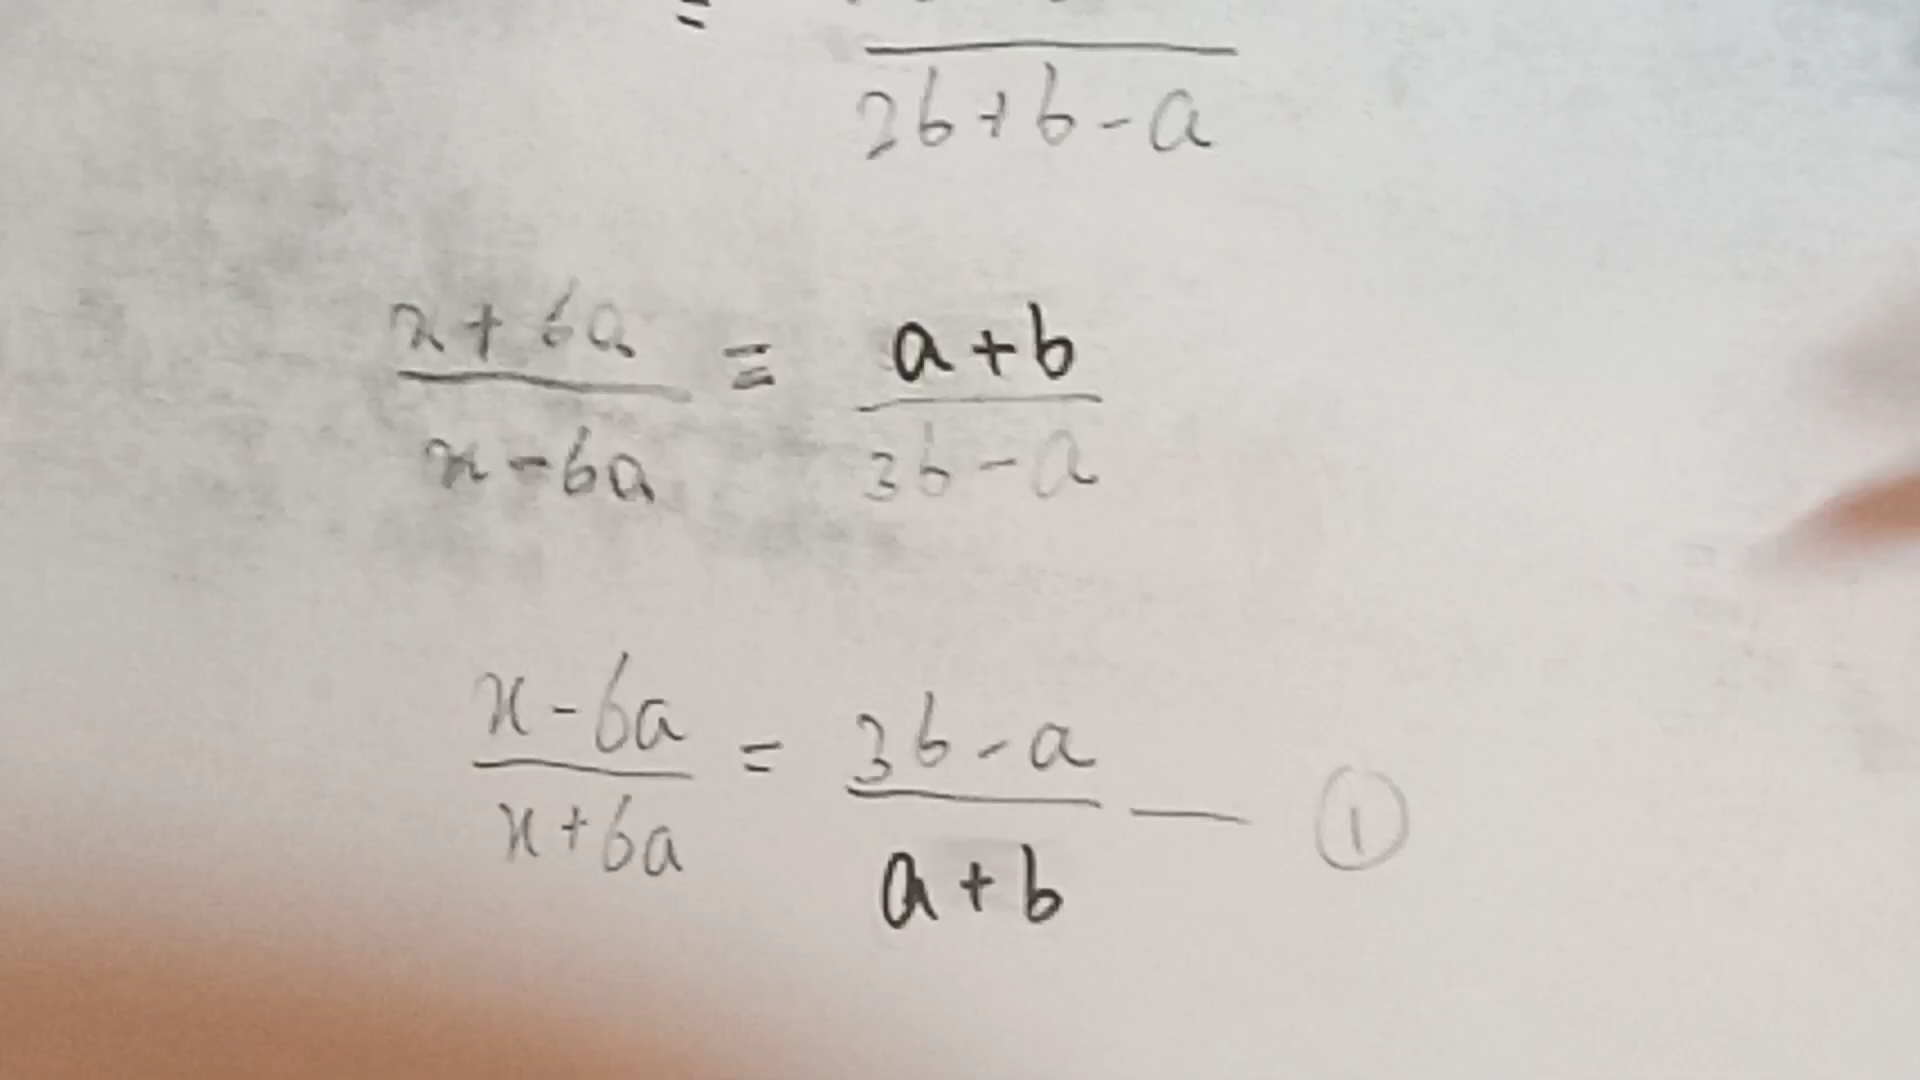 =
2b+b-a
x+6a = a+b
x-6a 3b-a
x-6a = 3b-a
x+6a a+b — ①